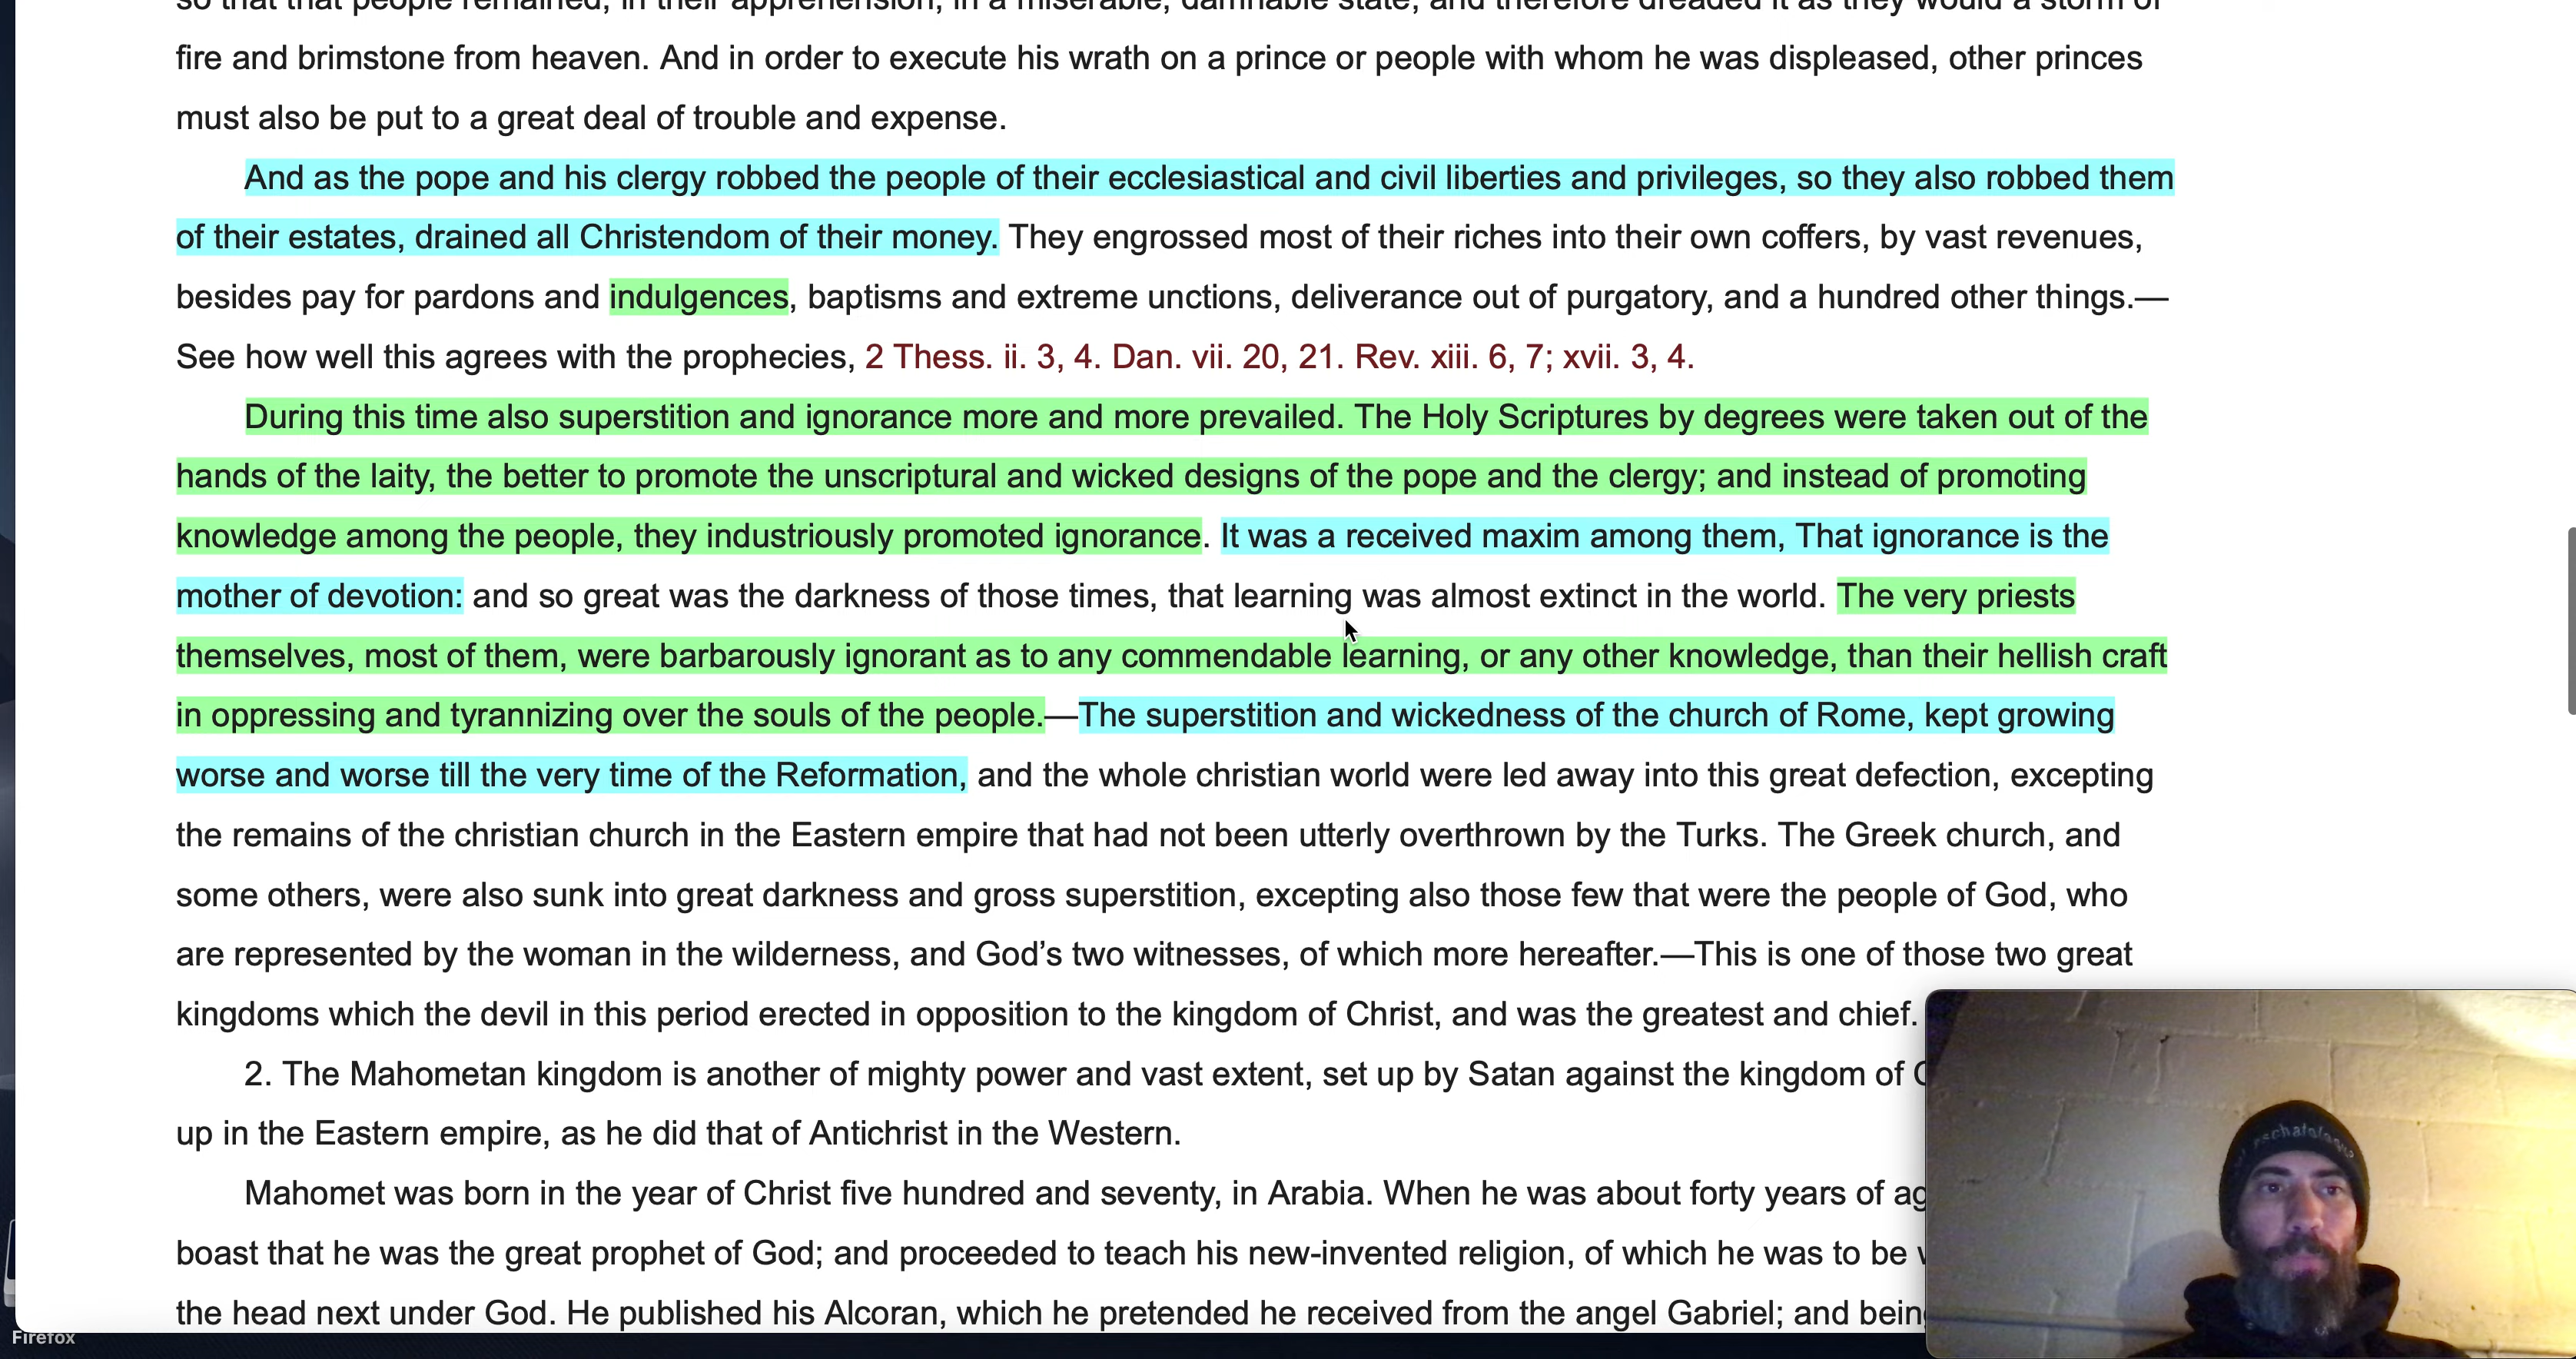 so that that people remained, in their apprehension, in a miserable, damnable state, and therefore dreaded it as they would a storm of
fire and brimstone from heaven. And in order to execute his wrath on a prince or people with whom he was displeased, other princes
must also be put to a great deal of trouble and expense.
And as the pope and his clergy robbed the people of their ecclesiastical and civil liberties and privileges, so they also robbed them
of their estates, drained all Christendom of their money. They engrossed most of their riches into their own coffers, by vast revenues,
besides pay for pardons and indulgences, baptisms and extreme unctions, deliverance out of purgatory, and a hundred other things.—
See how well this agrees with the prophecies, 2 Thess. ii. 3, 4. Dan. vii. 20, 21. Rev. xiii. 6, 7; xvii. 3, 4.
During this time also superstition and ignorance more and more prevailed. The Holy Scriptures by degrees were taken out of the
hands of the laity, the better to promote the unscriptural and wicked designs of the pope and the clergy; and instead of promoting
knowledge among the people, they industriously promoted ignorance. It was a received maxim among them, That ignorance is the
mother of devotion: and so great was the darkness of those times, that learning was almost extinct in the world. The very priests
themselves, most of them, were barbarously ignorant as to any commendable learning, or any other knowledge, than their hellish craft
in oppressing and tyrannizing over the souls of the people.—The superstition and wickedness of the church of Rome, kept growing
worse and worse till the very time of the Reformation, and the whole christian world were led away into this great defection, excepting
the remains of the christian church in the Eastern empire that had not been utterly overthrown by the Turks. The Greek church, and
some others, were also sunk into great darkness and gross superstition, excepting also those few that were the people of God, who
are represented by the woman in the wilderness, and God’s two witnesses, of which more hereafter.—This is one of those two great
kingdoms which the devil in this period erected in opposition to the kingdom of Christ, and was the greatest and chief.
2. The Mahometan kingdom is another of mighty power and vast extent, set up by Satan against the kingdom of
up in the Eastern empire, as he did that of Antichrist in the Western.
Mahomet was born in the year of Christ five hundred and seventy, in Arabia. When he was about forty years of
boast that he was the great prophet of God; and proceeded to teach his new-invented religion, of which he was to be
the head next under God. He published his Alcoran, which he pretended he received from the angel Gabriel; and
Firefox